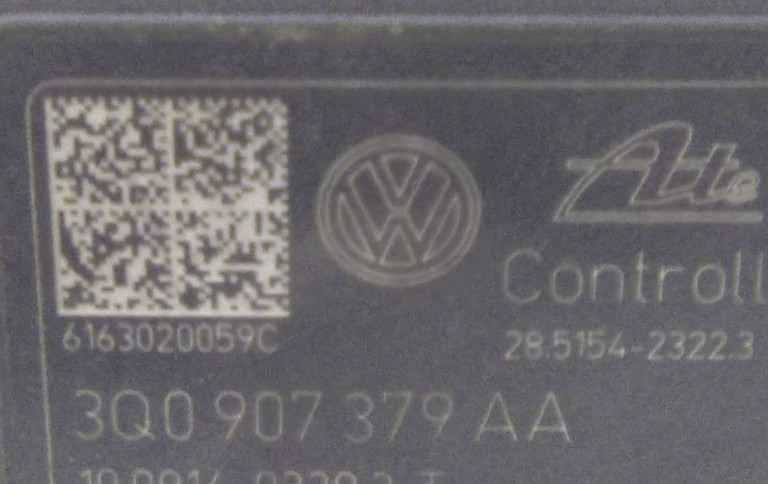 Ate
Controll
6163020059C
28.5154-2322.3
3Q0 907 379 AA